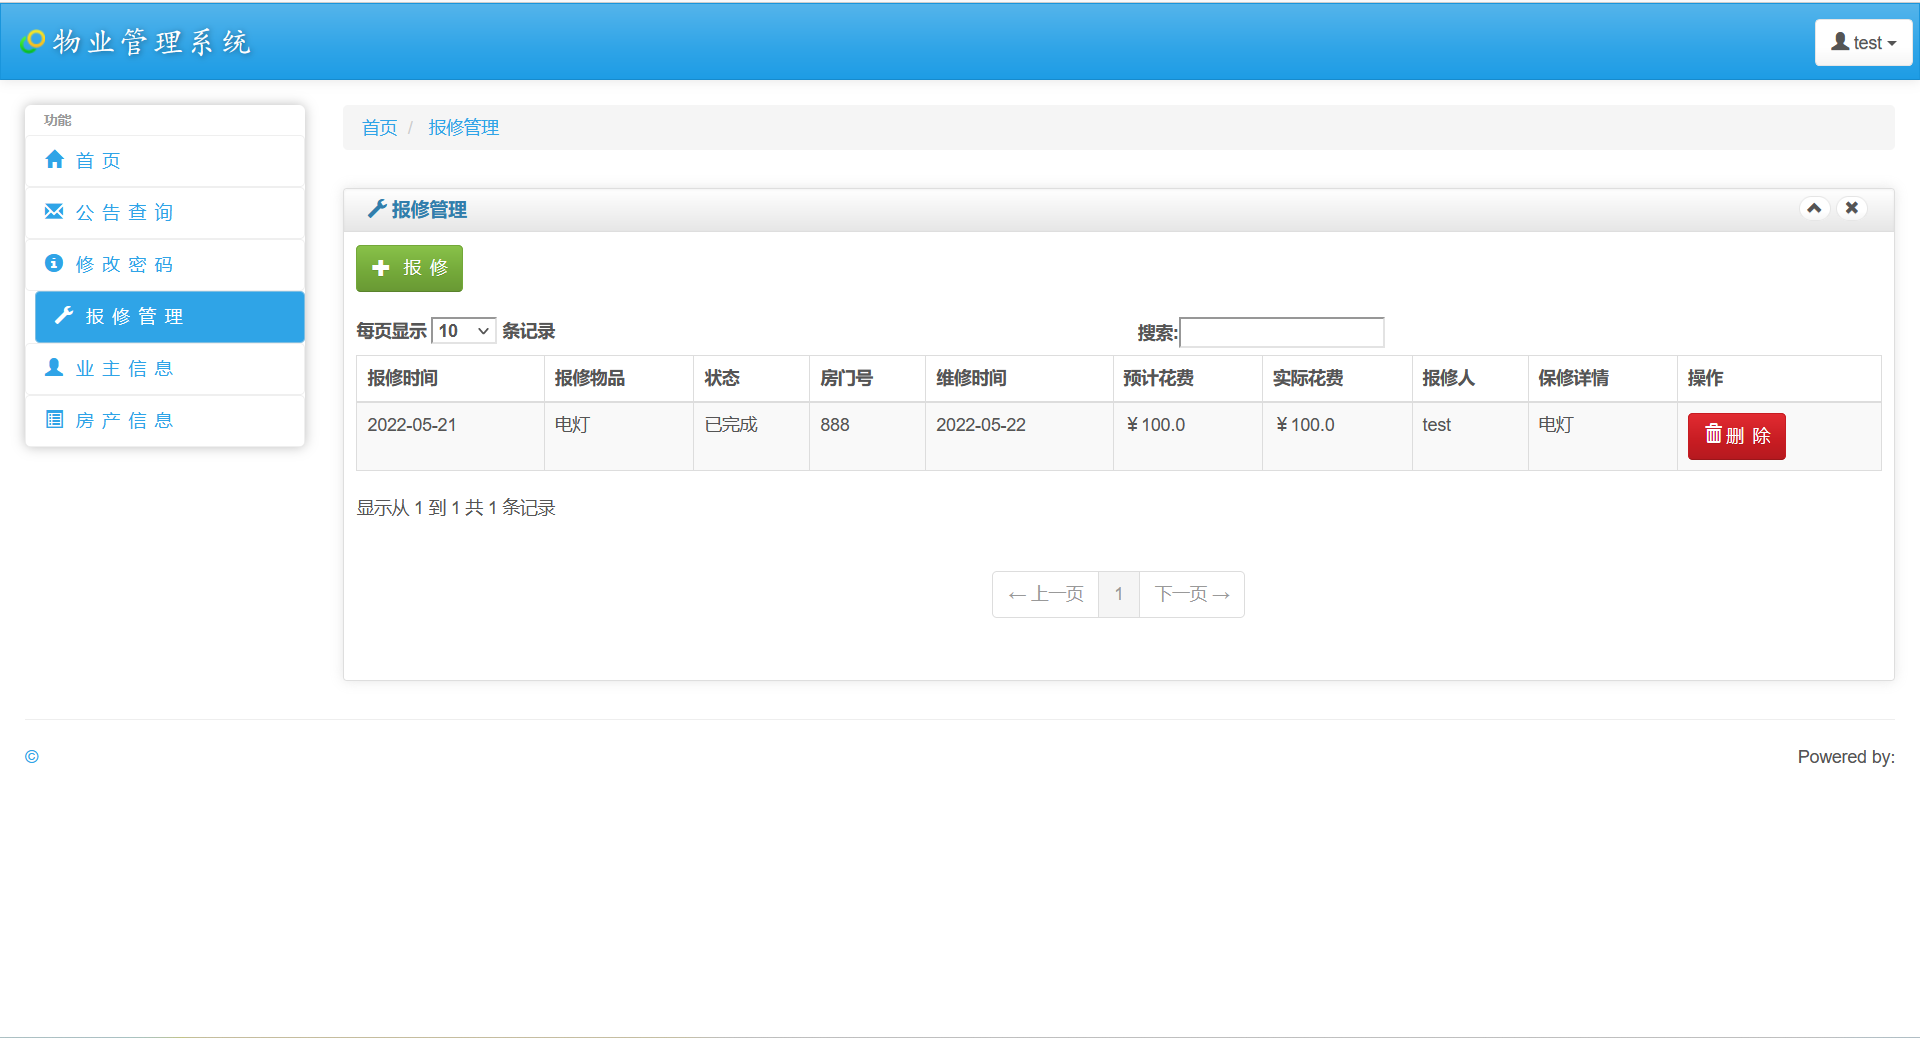 物业管理系统
test
功能
首 页
公 告 查 询
修 改 密 码
报 修 管 理
业 主 信 息
房 产 信 息
首页 / 报修管理
报修管理
报 修
每页显示 10 条记录
搜索:
报修时间 报修物品 状态 房门号 维修时间 预计花费 实际花费 报修人 保修详情 操作
2022-05-21 电灯 已完成 888 2022-05-22 ￥100.0 ￥100.0 test 电灯 删 除
显示从 1 到 1 共 1 条记录
← 上一页 1 下一页 →
© Powered by: